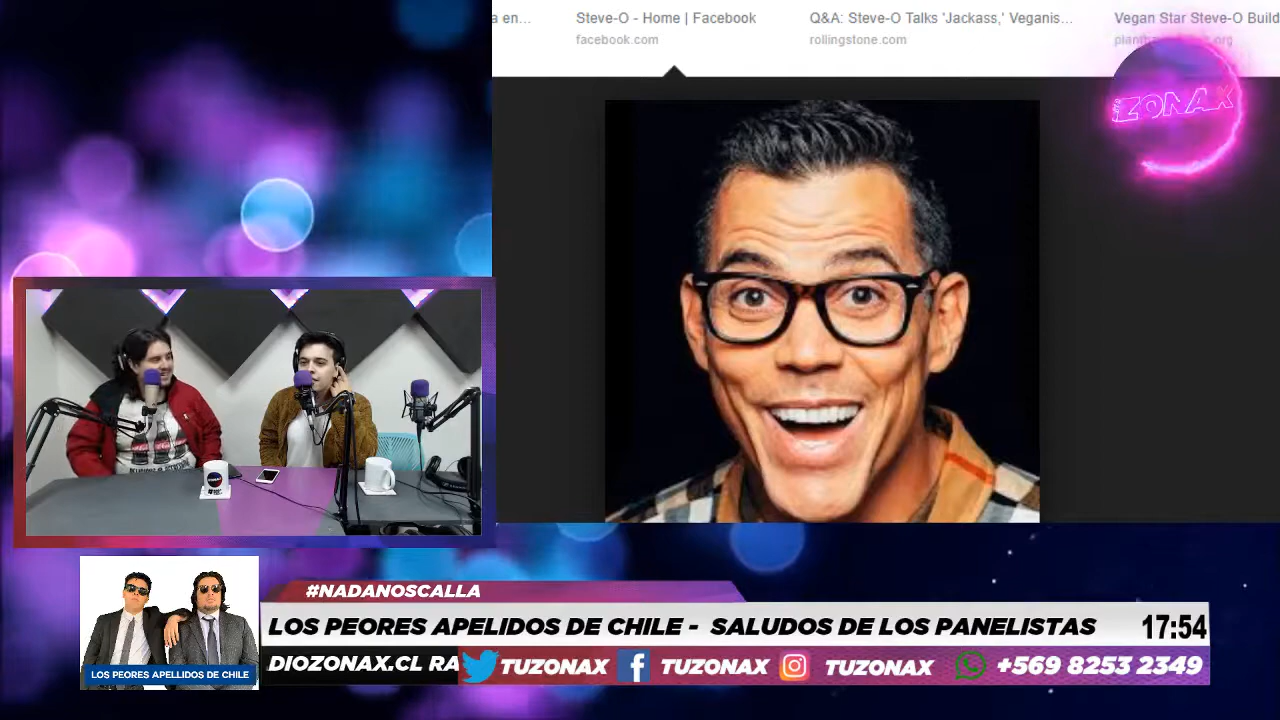 a en...
Steve-O - Home | Facebook
facebook.com
Q&A: Steve-O Talks 'Jackass,' Veganis...
rollingstone.com
Vegan Star Steve-O Build
ZONAX
#NADANOSCALLA
LOS PEORES APELIDOS DE CHILE - SALUDOS DE LOS PANELISTAS
17:54
LOS PEORES APELLIDOS DE CHILE
DIOZONAX.CL RA
TUZONAX
TUZONAX
TUZONAX
+569 8253 2349